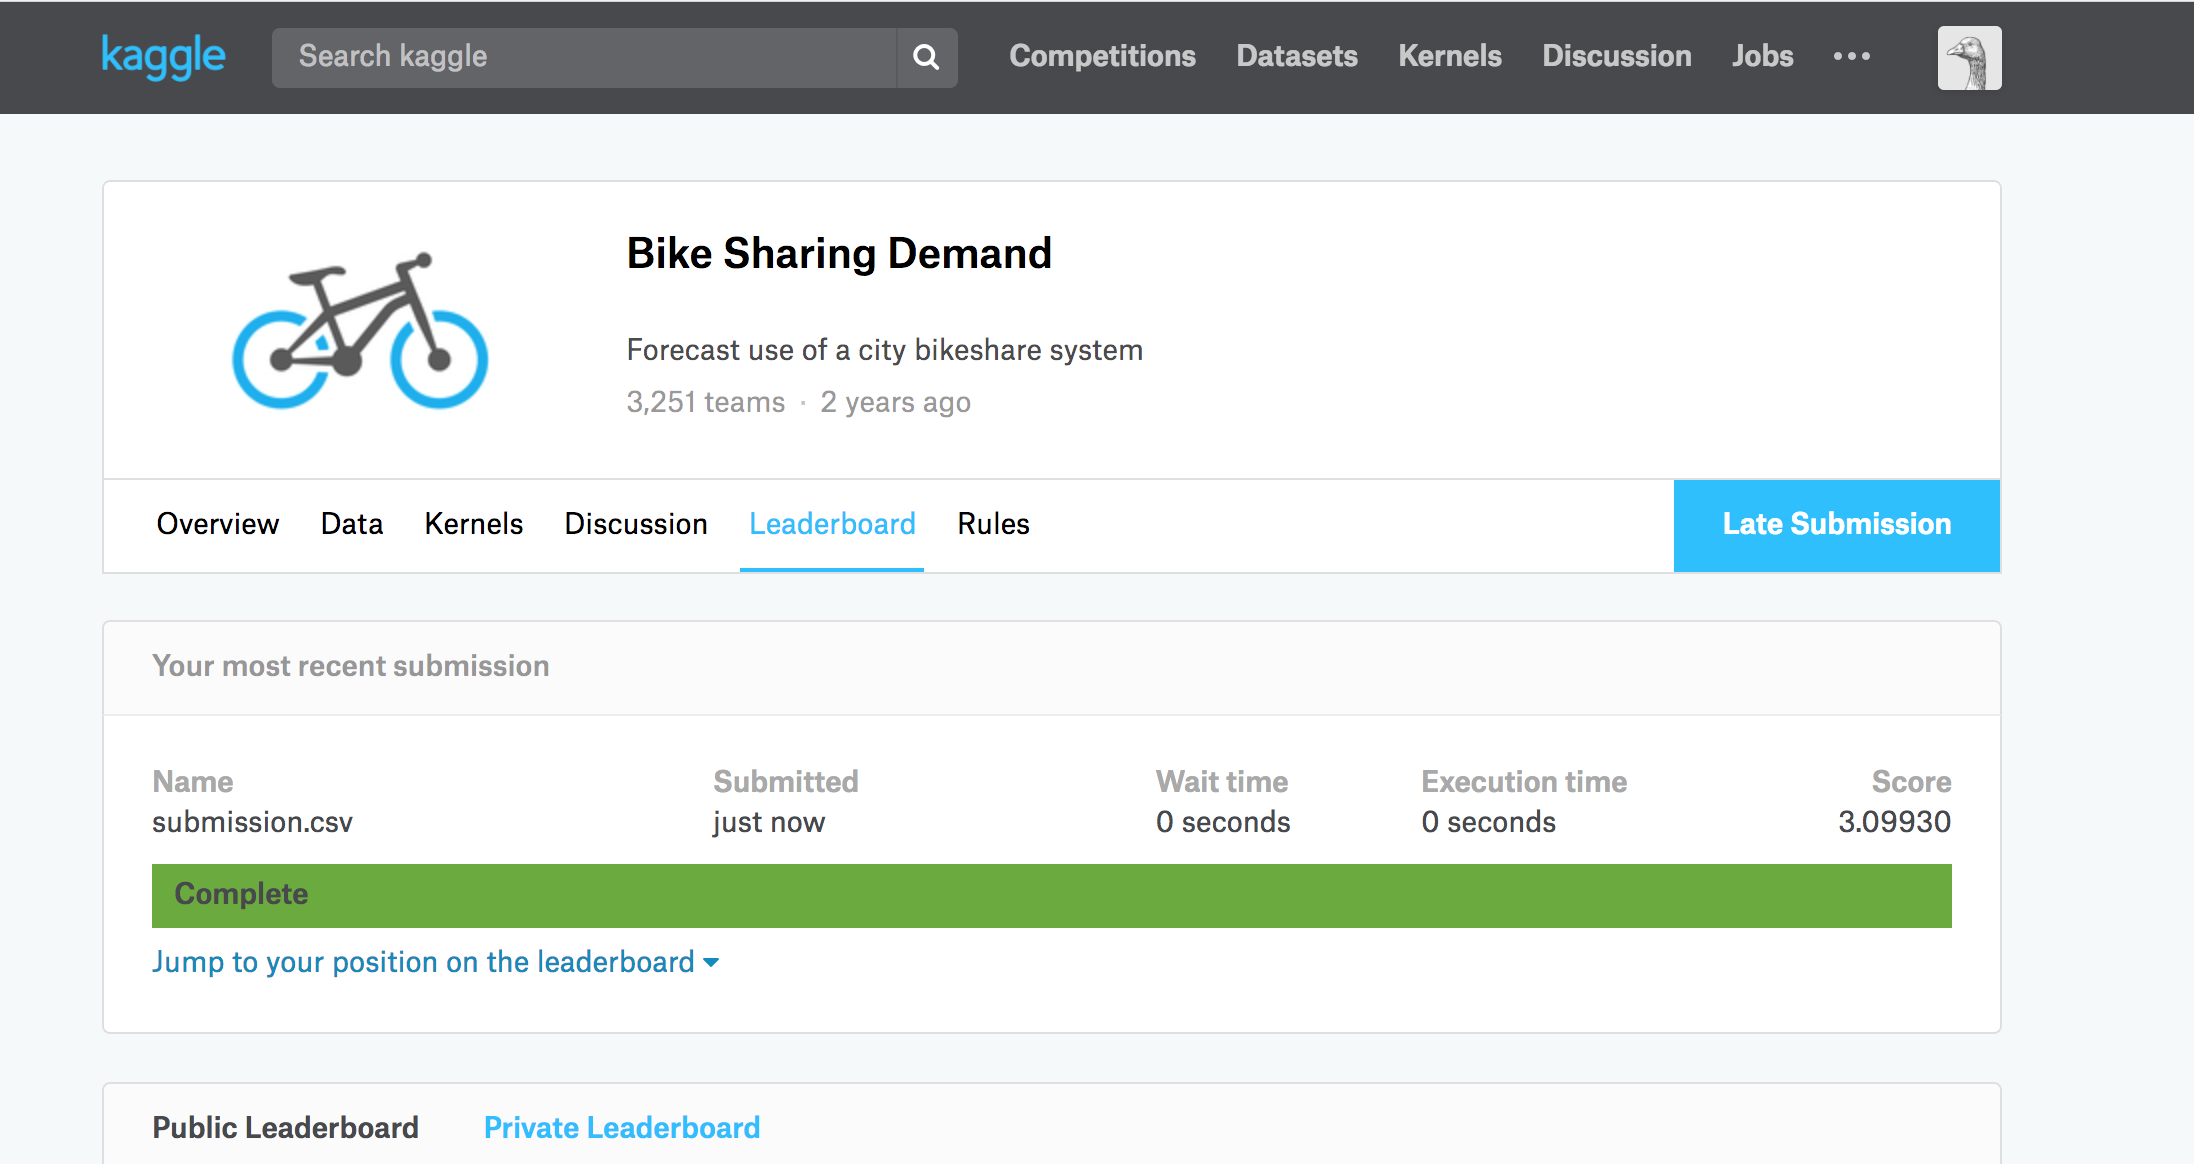 kaggle Search kaggle Competitions Datasets Kernels Discussion Jobs •••
Bike Sharing Demand
Forecast use of a city bikeshare system
3,251 teams · 2 years ago
Overview Data Kernels Discussion Leaderboard Rules Late Submission
Your most recent submission
Name Submitted Wait time Execution time Score
submission.csv just now 0 seconds 0 seconds 3.09930
Complete
Jump to your position on the leaderboard
Public Leaderboard Private Leaderboard